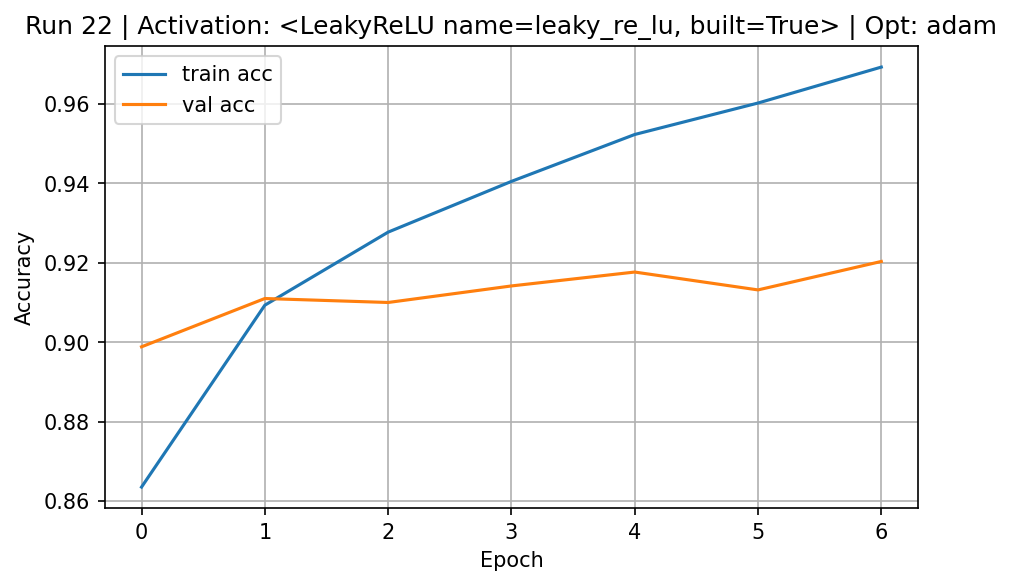 Run 22 | Activation: <LeakyReLU name=leaky_re_lu, built=True> | Opt: adam
train acc
val acc
0.96
0.94
0.92
0.90
0.88
0.86
Accuracy
0 1 2 3 4 5 6
Epoch